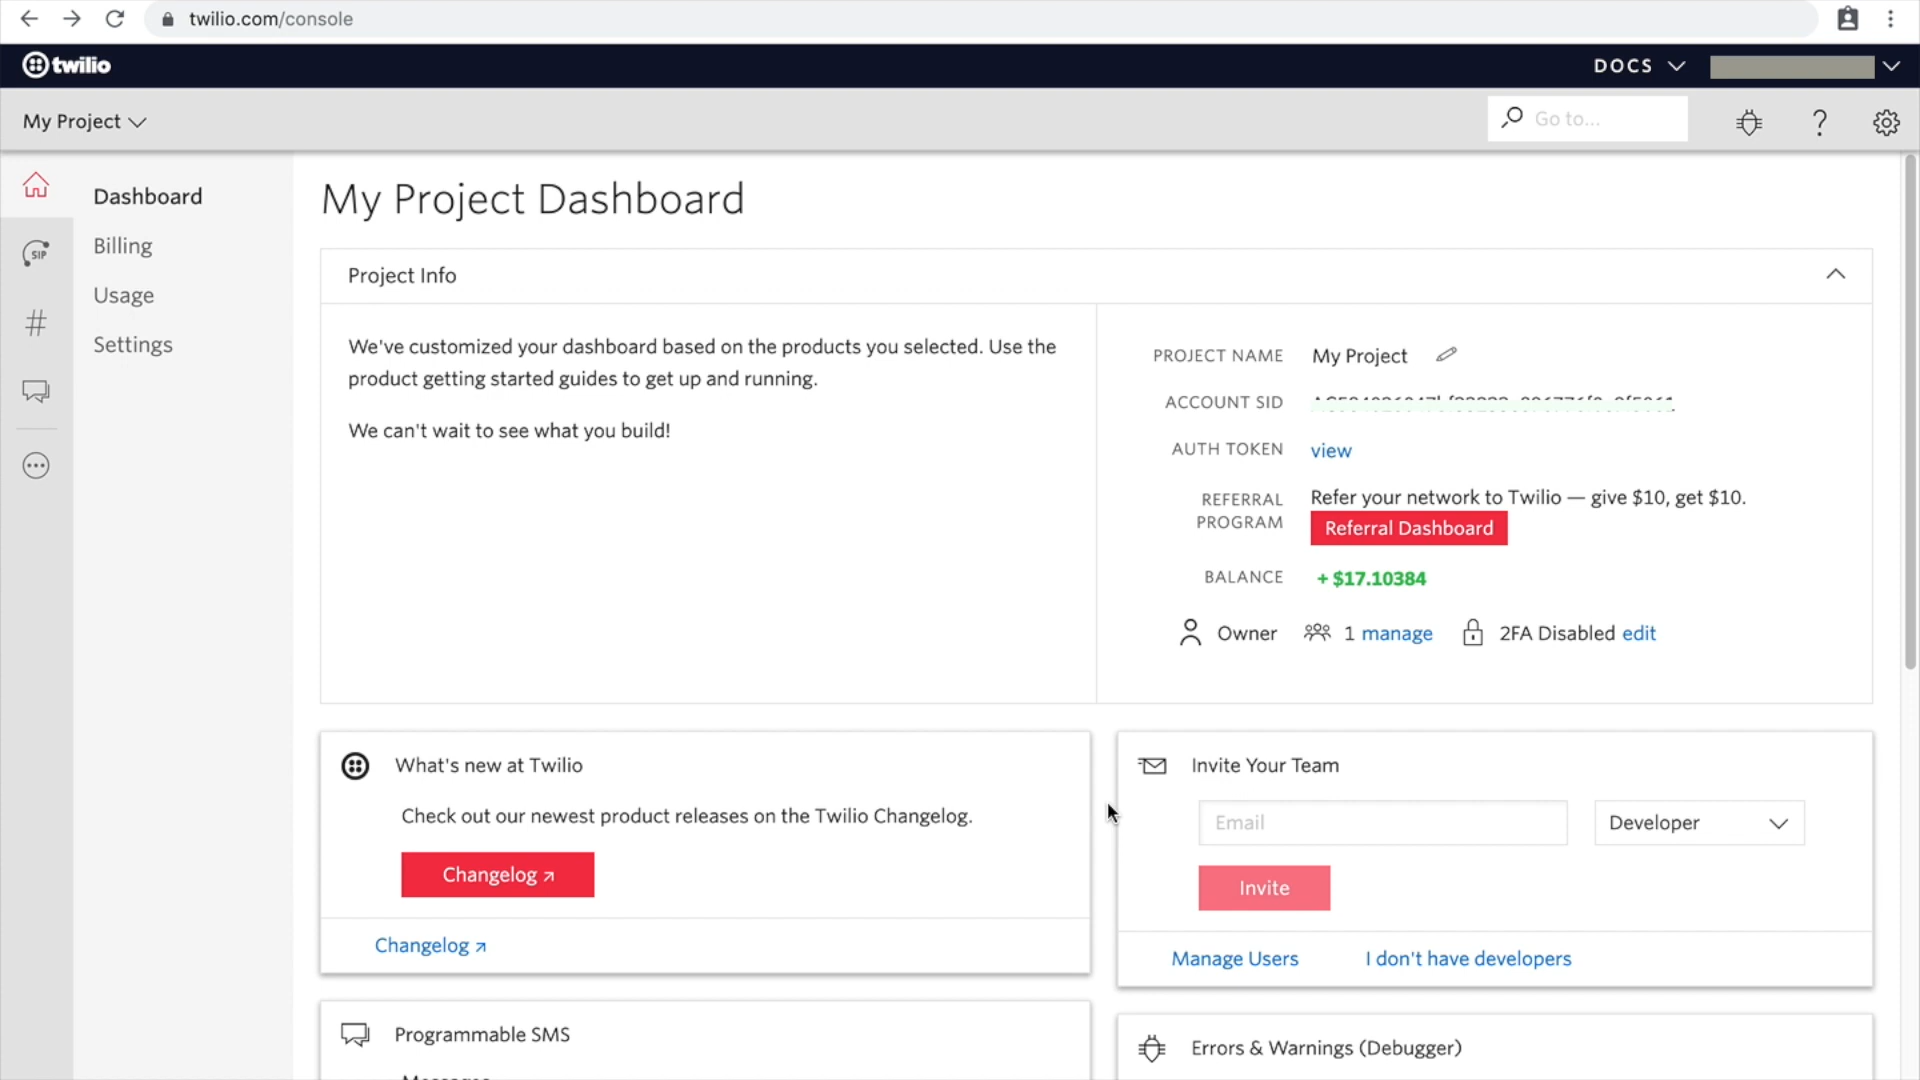 twilio.com/console
twilio
DOCS
My Project
Go to...
SIP
Dashboard
Billing
Usage
Settings
My Project Dashboard
Project Info
We've customized your dashboard based on the products you selected. Use the
product getting started guides to get up and running.
We can't wait to see what you build!
PROJECT NAME My Project
ACCOUNT SID
AUTH TOKEN view
REFERRAL
PROGRAM
Refer your network to Twilio — give $10, get $10.
Referral Dashboard
BALANCE + $17.10384
Owner 1 manage 2FA Disabled edit
What's new at Twilio
Check out our newest product releases on the Twilio Changelog.
Changelog ↗
Changelog ↗
Invite Your Team
Email Developer
Invite
Manage Users I don't have developers
Programmable SMS
Errors & Warnings (Debugger)